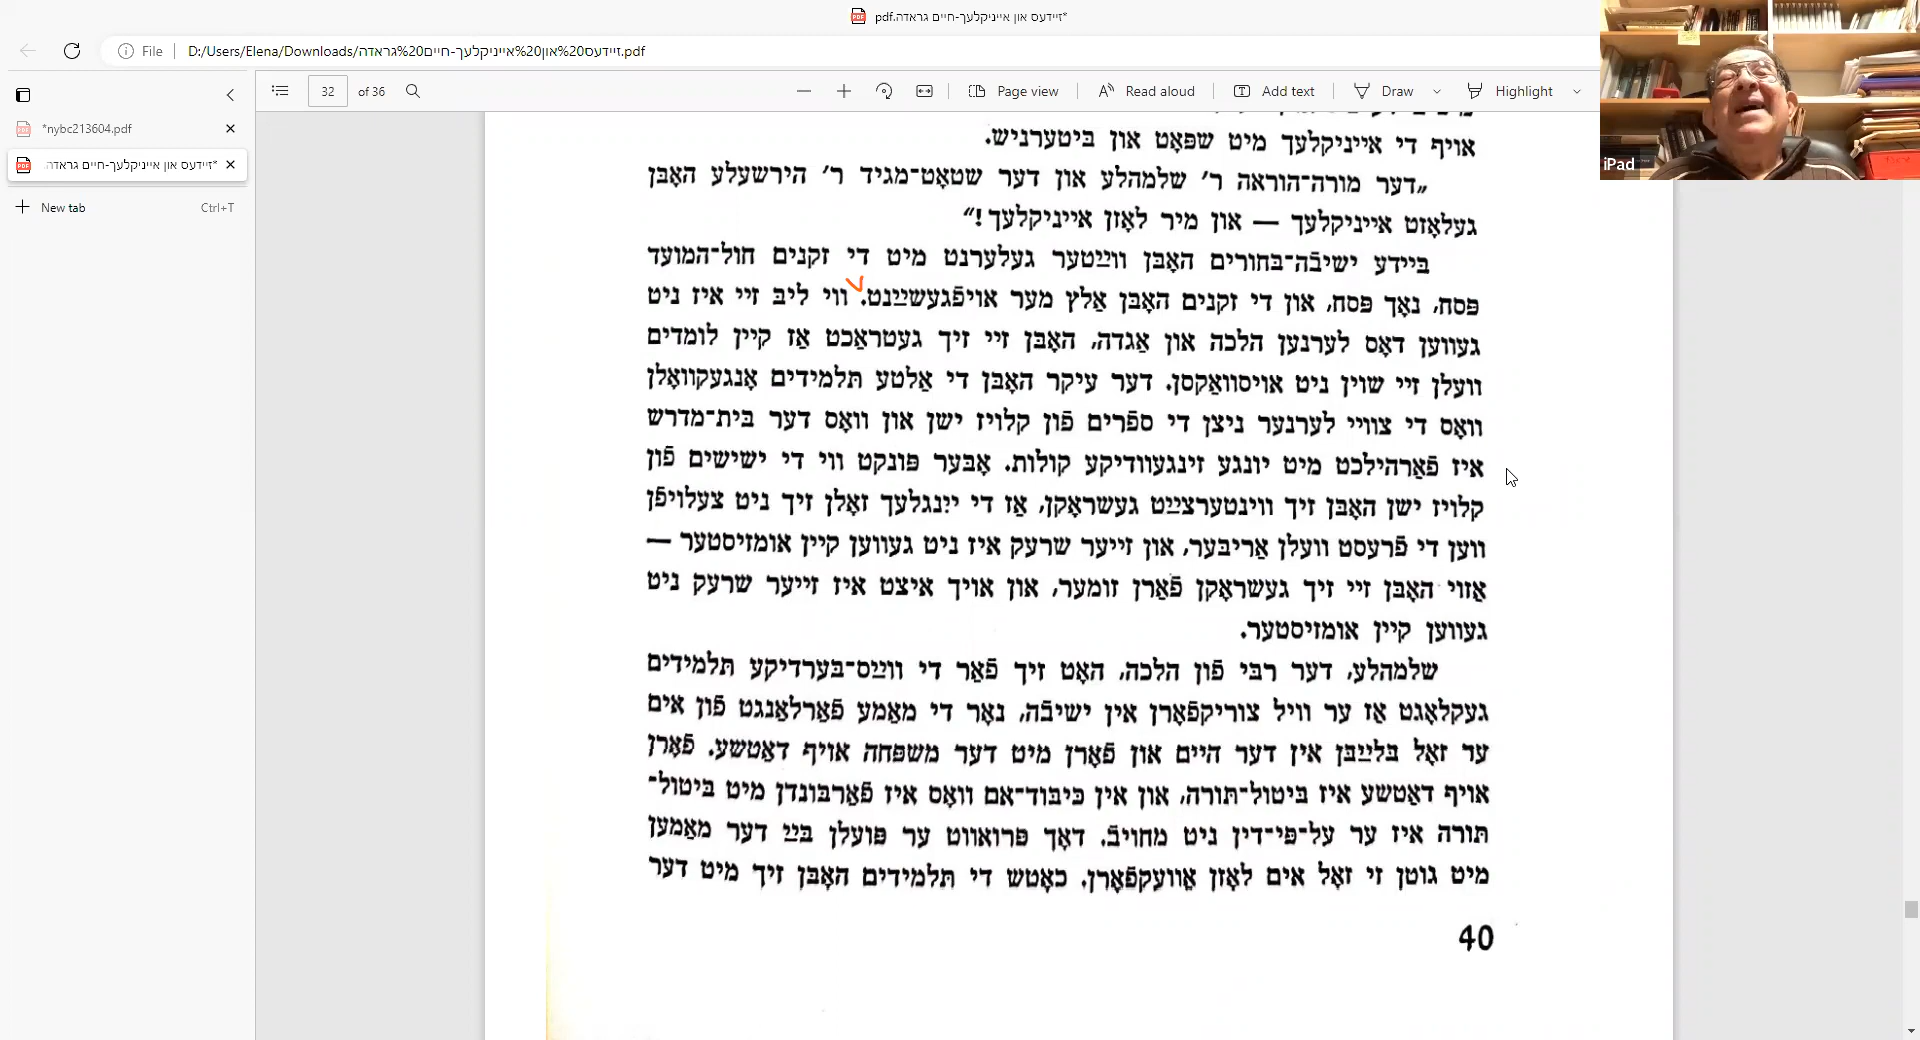 זיידעס און אייניקלעך-חיים גראדה.pdf*
File
D:/Users/Elena/Downloads/זיידעס%20און%20אייניקלעך-חיים%20גראדה.pdf
32 of 36
Page view
Read aloud
Add text
Draw
Highlight
*nybc213604.pdf
*זיידעס און אייניקלעך-חיים גראדה.
New tab
Ctrl+T
iPad
אויף די אייניקלעך מיט שפּאָט און ביטערניש.
„דער מורה־הוראה ר׳ שלמהלע און דער שטאָט־מגיד ר׳ הירשעלע האָבן
געלאָזט אייניקלעך — און מיר לאָזן אייניקלעך!“
ביידע ישיבֿה־בחורים האָבן ווײַטער געלערנט מיט די זקנים חול־המועד
פּסח, נאָך פּסח, און די זקנים האָבן אַלץ מער אויפֿגעשײַנט. ווי ליב זיי איז ניט
געווען דאָס לערנען הלכה און אַגדה, האָבן זיי זיך געטראַכט אַז קיין לומדים
וועלן זיי שוין ניט אויסוואַקסן. דער עיקר האָבן די אַלטע תּלמידים אָנגעקוואָלן
וואָס די צוויי לערנער ניצן די ספֿרים פֿון קלויז ישן און וואָס דער בית־מדרש
איז פֿאַרהילכט מיט יונגע זינגעוודיקע קולות. אָבער פּונקט ווי די ישישים פֿון
קלויז ישן האָבן זיך ווינטערצײַט געשראָקן, אַז די ייִנגלעך זאָלן זיך ניט צעלויפֿן
ווען די פֿרעסט וועלן אַריבער, און זייער שרעק איז ניט געווען קיין אומזיסטער —
אַזוי האָבן זיי זיך געשראָקן פֿאַרן זומער, און אויך איצט איז זייער שרעק ניט
געווען קיין אומזיסטער.
שלמהלע, דער רבי פֿון הלכה, האָט זיך פֿאַר די ווײַס־בערדיקע תּלמידים
געקלאָגט אַז ער וויל צוריקפֿאָרן אין ישיבֿה, נאָר די מאַמע פֿאַרלאַנגט פֿון אים
ער זאָל בלײַבן אין דער היים און פֿאָרן מיט דער משפּחה אויף דאַטשע. פֿאָרן
אויף דאַטשע איז ביטול־תּורה, און אין כּיבוד־אם וואָס איז פֿאַרבונדן מיט ביטול־
תּורה איז ער על־פּי־דין ניט מחויבֿ. דאָך פּרואווט ער פּועלן בײַ דער מאַמען
מיט גוטן זי זאָל אים לאָזן אַוועקפֿאָרן. כאָטש די תּלמידים האָבן זיך מיט דער
40